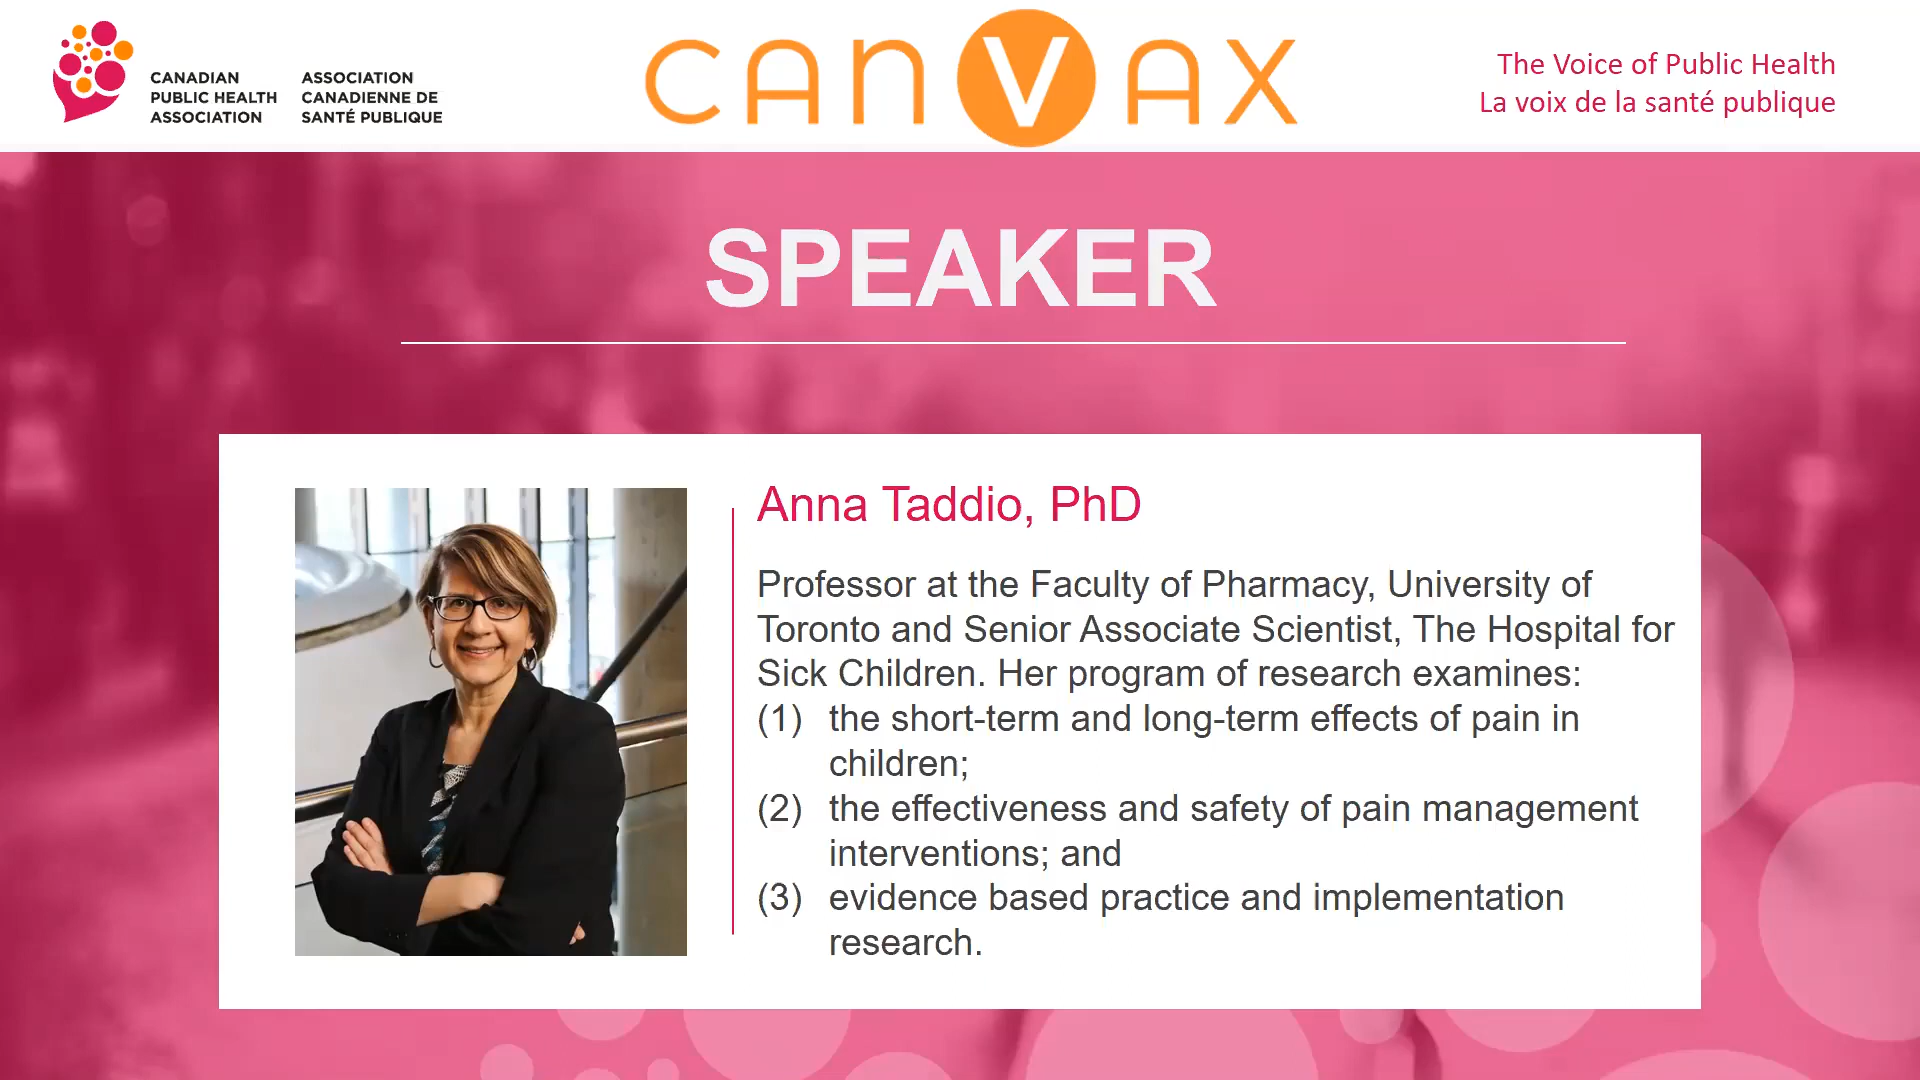 CANADIAN
PUBLIC HEALTH
ASSOCIATION
ASSOCIATION
CANADIENNE DE
SANTÉ PUBLIQUE
CANVAX
The Voice of Public Health
La voix de la santé publique
SPEAKER
Anna Taddio, PhD
Professor at the Faculty of Pharmacy, University of
Toronto and Senior Associate Scientist, The Hospital for
Sick Children. Her program of research examines:
(1) the short-term and long-term effects of pain in
children;
(2) the effectiveness and safety of pain management
interventions; and
(3) evidence based practice and implementation
research.